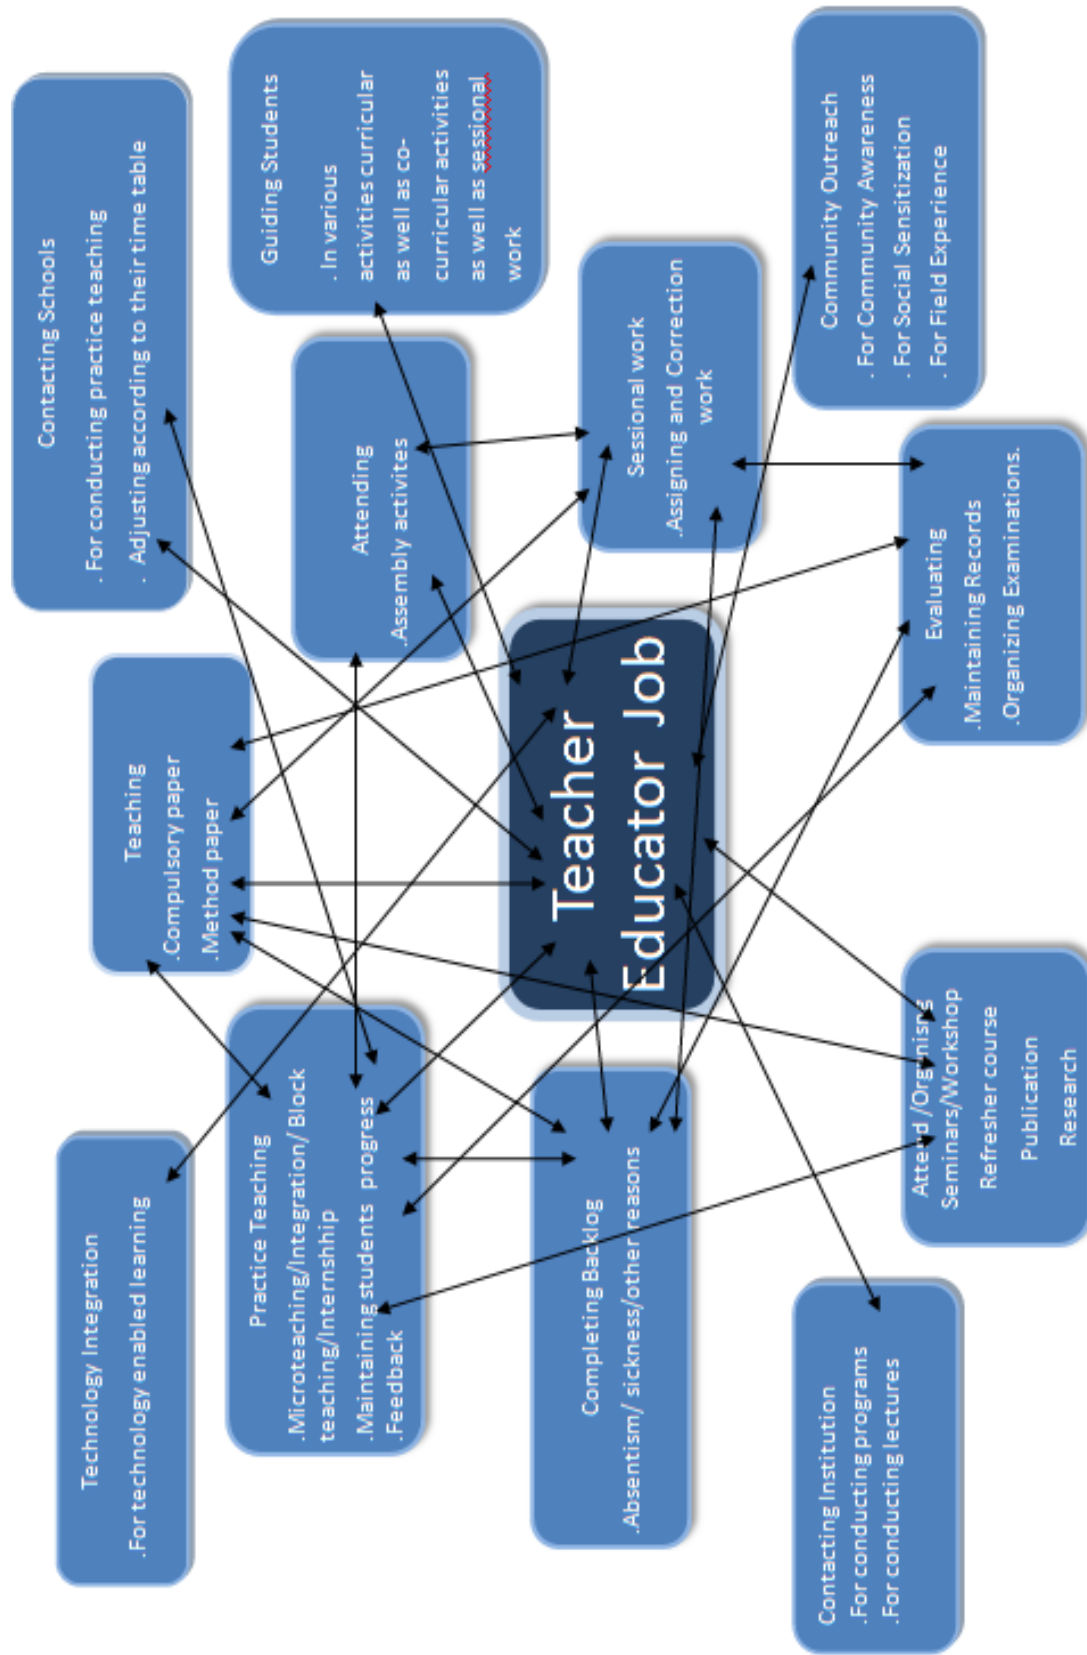 Technology Integration
.For technology enabled learning
Teaching
.Compulsory paper
.Method paper
Contacting Schools
. For conducting practice teaching
. Adjusting according to their time table
Practice Teaching
.Microteaching/Integration/ Block
teaching/Internshhip
.Maintaining students progress
.Feedback
Attending
.Assembly activites
Guiding Students
. In various
activities curricular
as well as co-
curricular activities
as well as sessional
work
Teacher
Educator Job
Completing Backlog
.Absentism/ sickness/other reasons
Sessional work
.Assigning and Correction
work
Contacting Institution
.For conducting programs
.For conducting lectures
Attend /Organising
Seminars/Workshop
Refresher course
Publication
Research
Evaluating
.Maintaining Records
.Organizing Examinations.
Community Outreach
. For Community Awareness
. For Social Sensitization
. For Field Experience